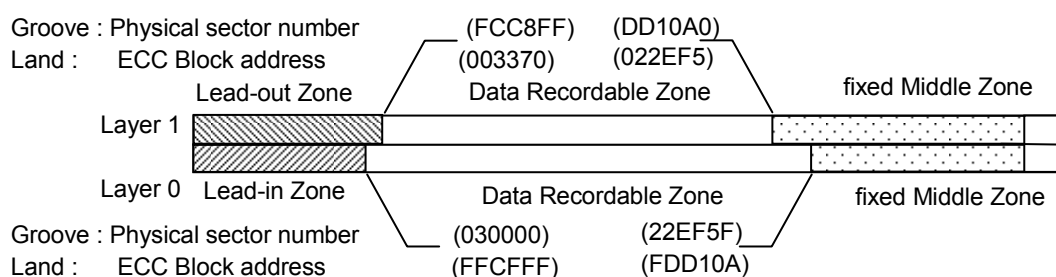 Groove : Physical sector number (FCC8FF) (DD10A0)
Land : ECC Block address (003370) (022EF5)
Lead-out Zone Data Recordable Zone fixed Middle Zone
Layer 1
Layer 0
Lead-in Zone Data Recordable Zone fixed Middle Zone
Groove : Physical sector number (030000) (22EF5F)
Land : ECC Block address (FFCFFF) (FDD10A)